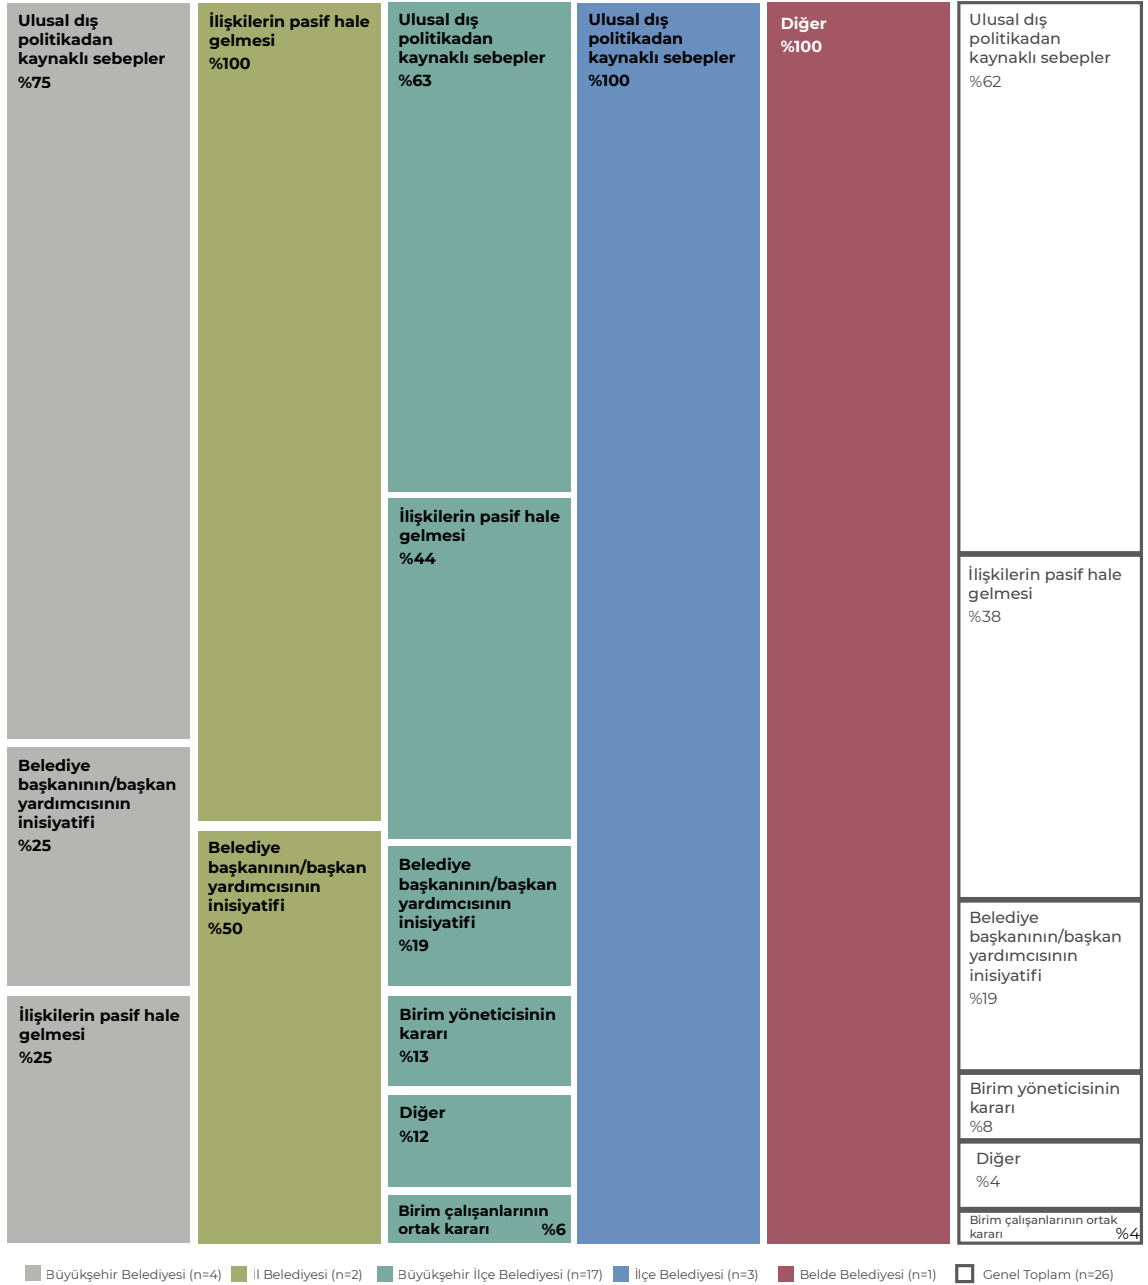 Ulusal dış
politikadan
kaynaklı sebepler
%75
Belediye
başkanının/başkan
yardımcısının
inisiyatifi
%25
İlişkilerin pasif hale
gelmesi
%25
İlişkilerin pasif hale
gelmesi
%100
Belediye
başkanının/başkan
yardımcısının
inisiyatifi
%50
Ulusal dış
politikadan
kaynaklı sebepler
%63
İlişkilerin pasif hale
gelmesi
%44
Belediye
başkanının/başkan
yardımcısının
inisiyatifi
%19
Birim yöneticisinin
kararı
%13
Diğer
%12
Birim çalışanlarının
ortak kararı %6
Ulusal dış
politikadan
kaynaklı sebepler
%100
Diğer
%100
Ulusal dış
politikadan
kaynaklı sebepler
%62
İlişkilerin pasif hale
gelmesi
%38
Belediye
başkanının/başkan
yardımcısının
inisiyatifi
%19
Birim yöneticisinin
kararı
%8
Diğer
%4
Birim çalışanlarının ortak
kararı %4
Büyükşehir Belediyesi (n=4) İl Belediyesi (n=2) Büyükşehir İlçe Belediyesi (n=17) İlçe Belediyesi (n=3) Belde Belediyesi (n=1) Genel Toplam (n=26)